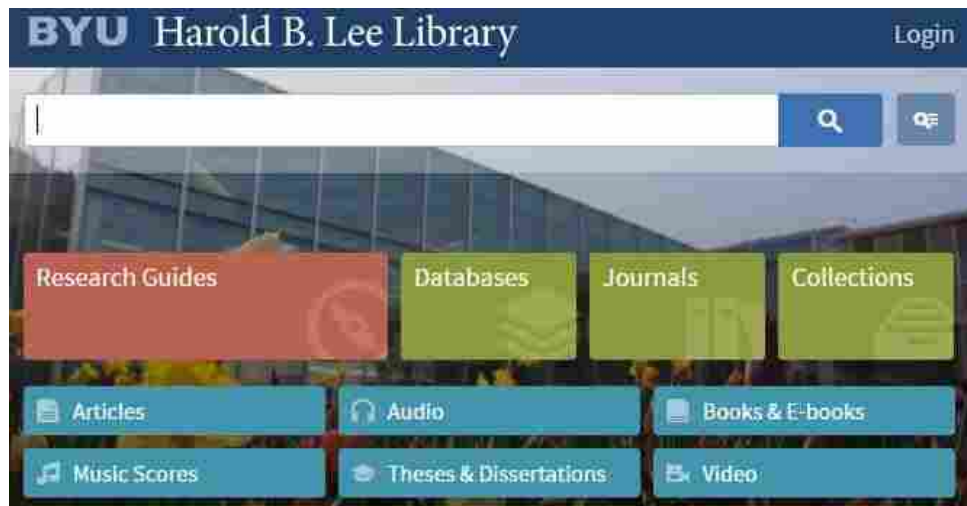 BYU Harold B. Lee Library Login
Research Guides Databases Journals Collections
Articles Audio Books & E-books
Music Scores Theses & Dissertations Video